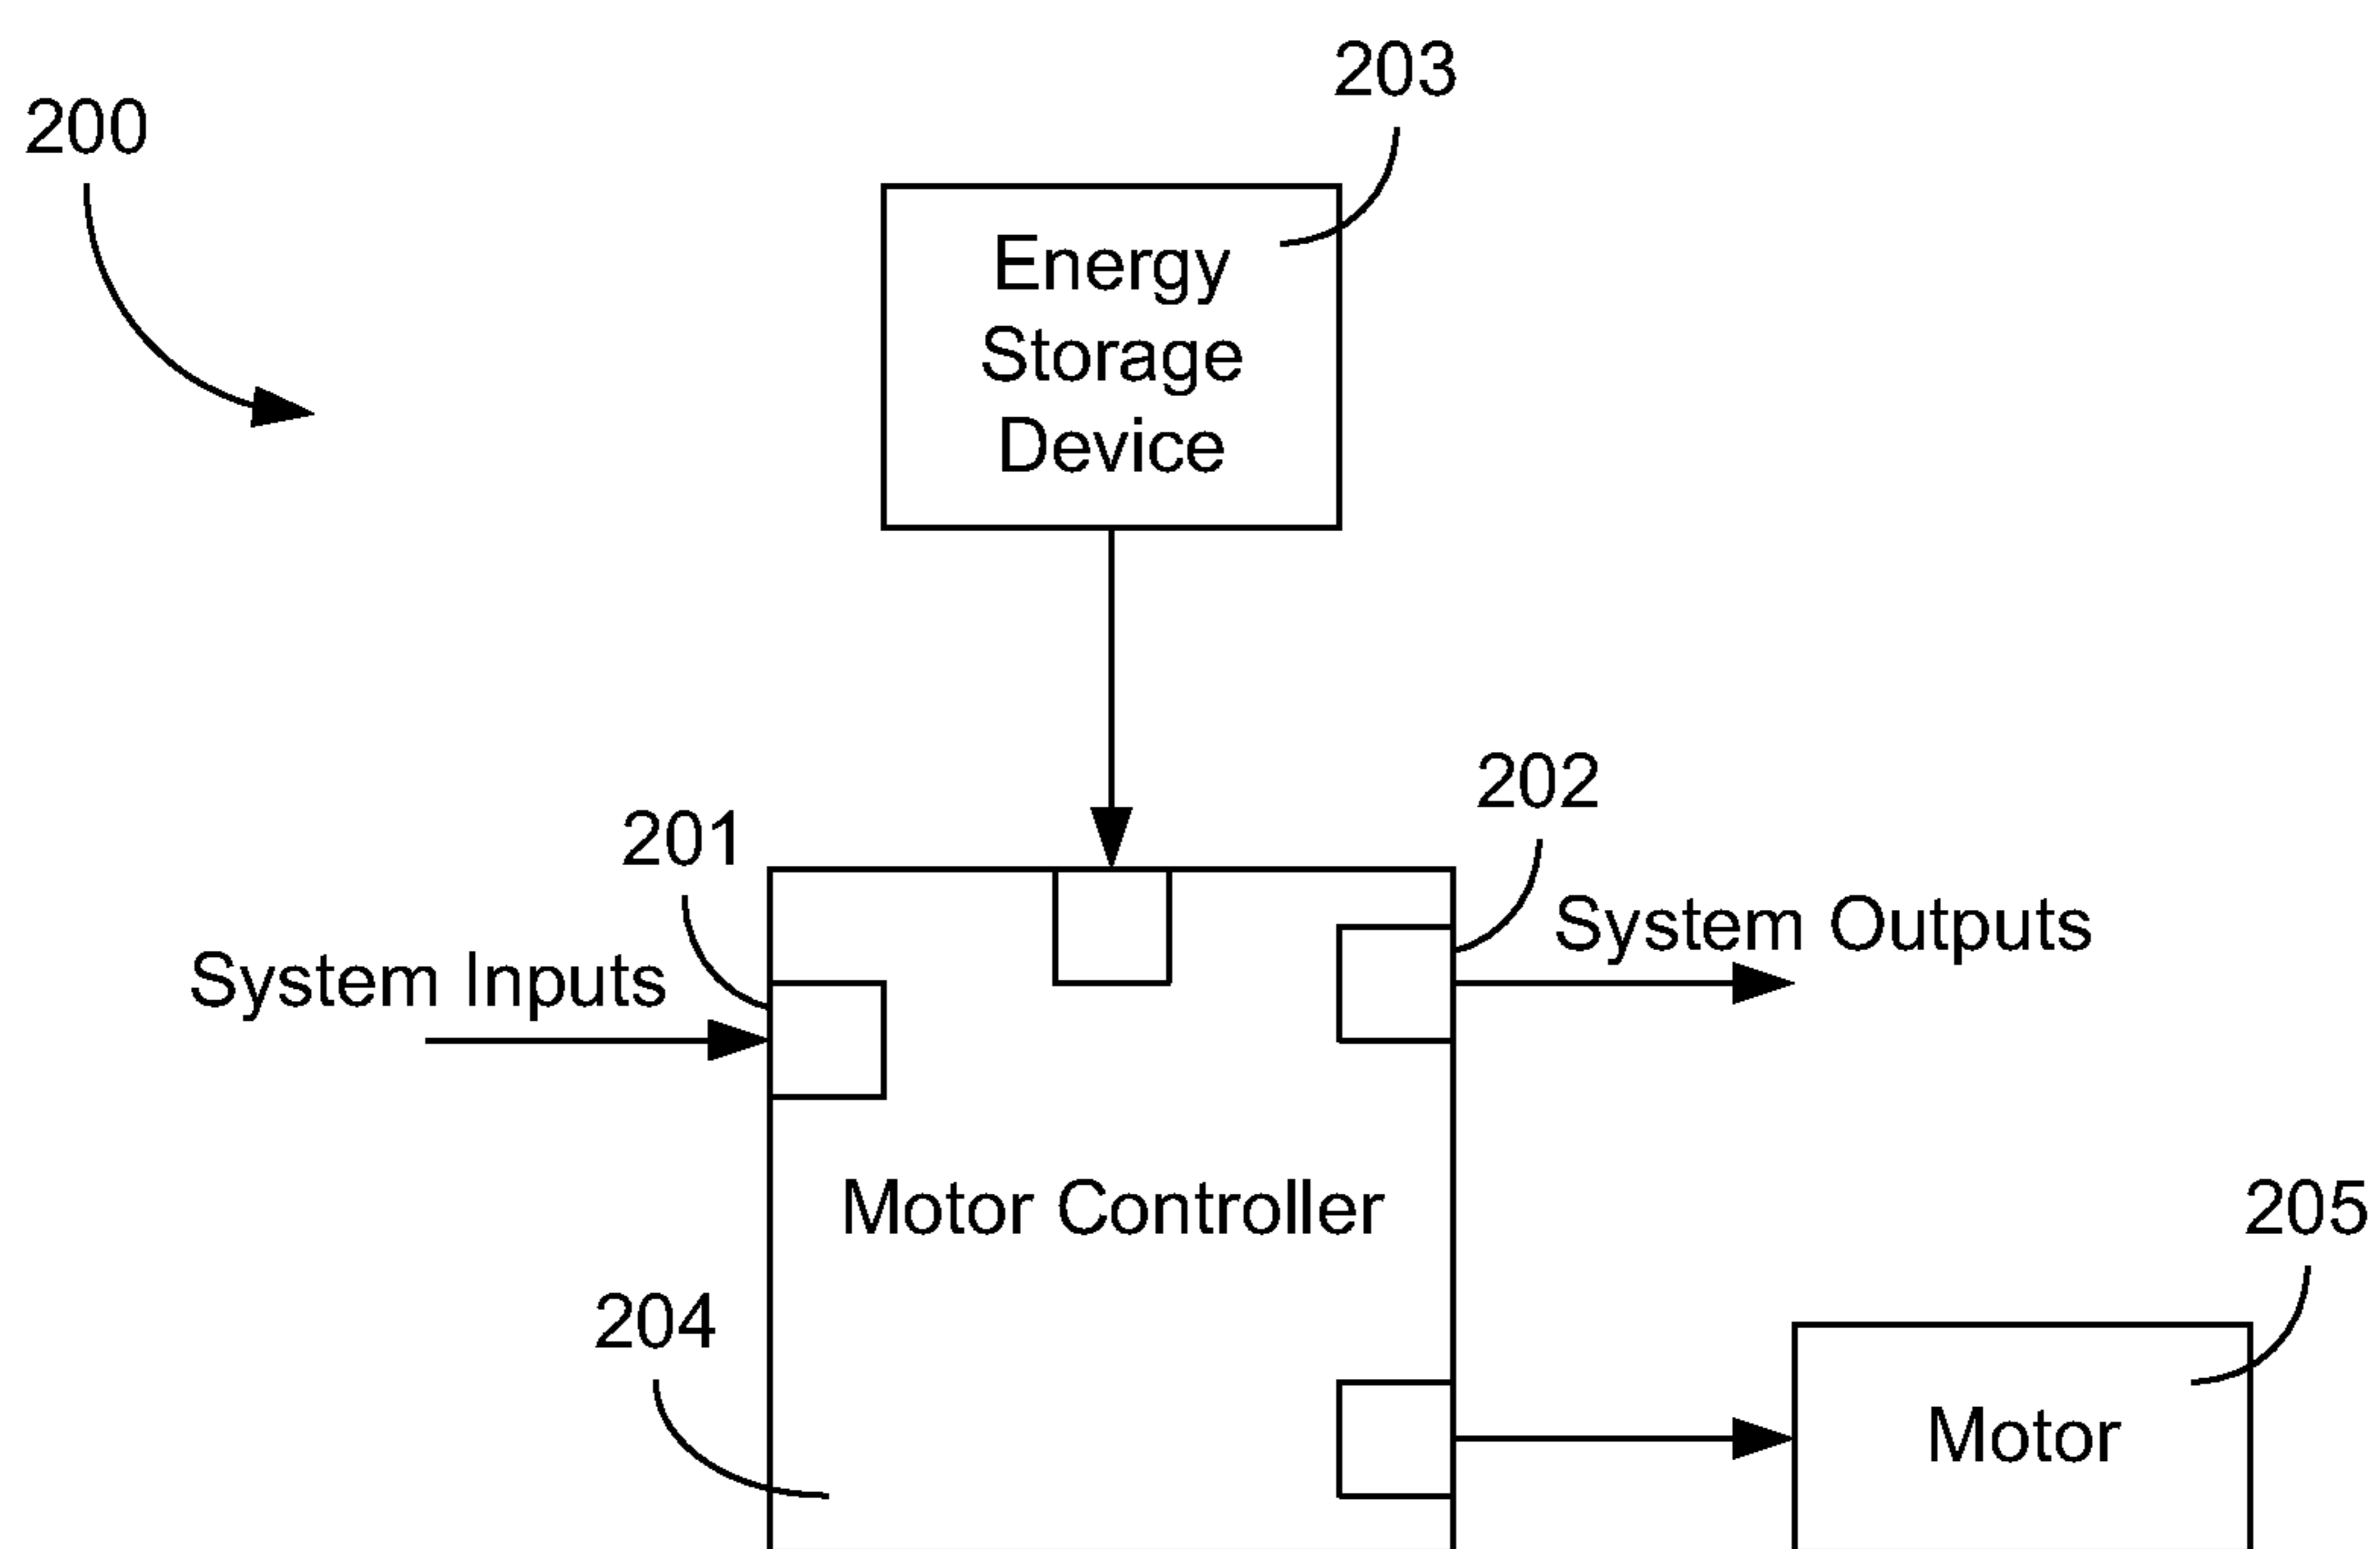 203
200
Energy
Storage
Device
202
201
System Outputs
System Inputs
Motor Controller
205
204
Motor